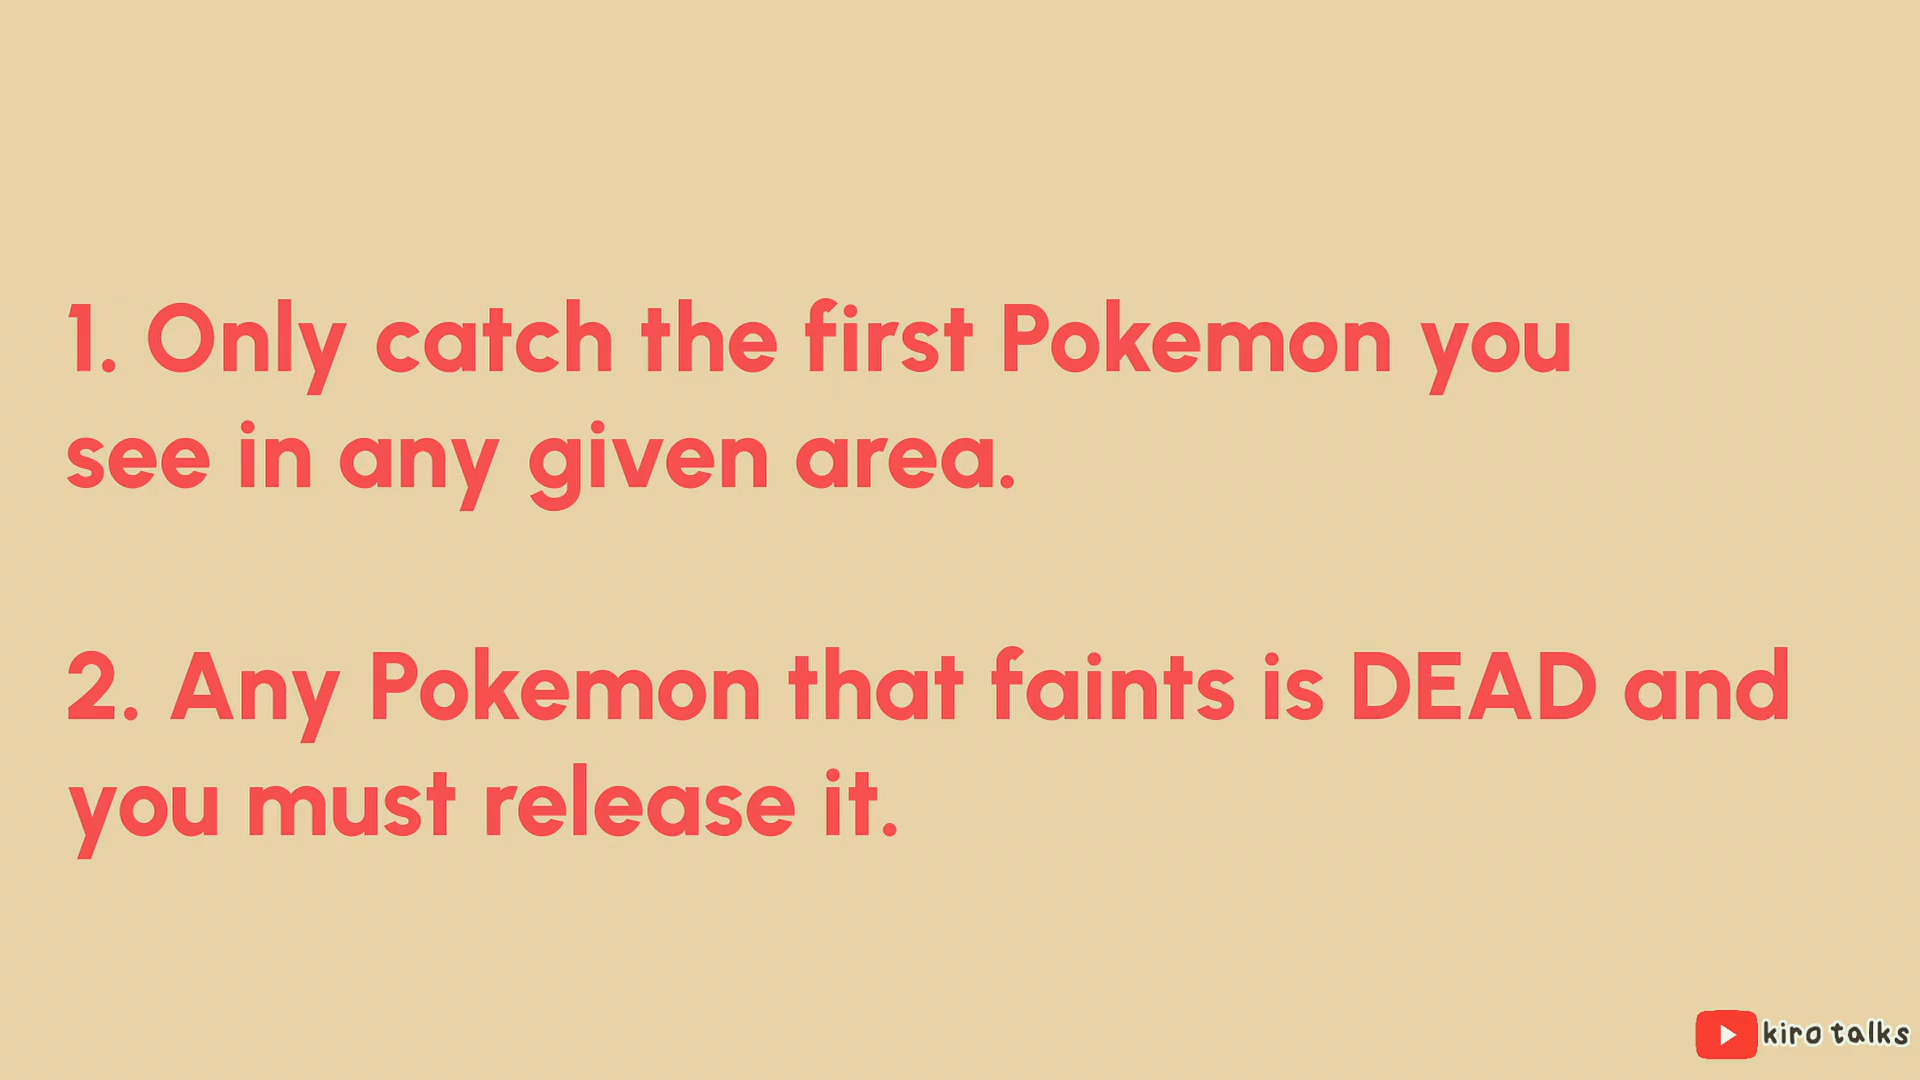 1. Only catch the first Pokemon you
see in any given area.
2. Any Pokemon that faints is DEAD and
you must release it.
kiro talks